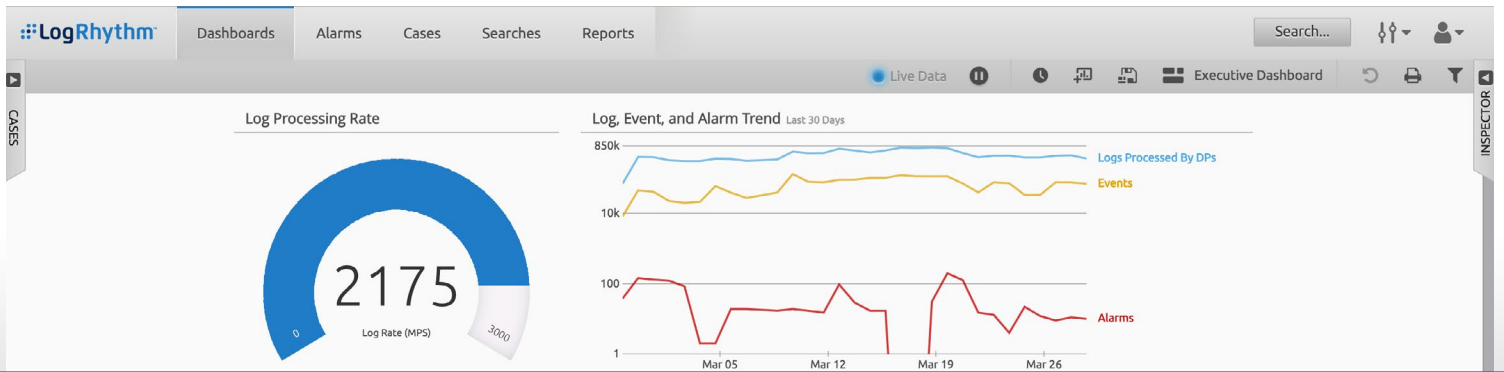 LogRhythm
Dashboards
Alarms
Cases
Searches
Reports
Search...
Live Data
Executive Dashboard
CASES
INSPECTOR
Log Processing Rate
2175
Log Rate (MPS)
0
3000
Log, Event, and Alarm Trend Last 30 Days
850k
10k
100
1
Logs Processed By DPs
Events
Alarms
Mar 05
Mar 12
Mar 19
Mar 26